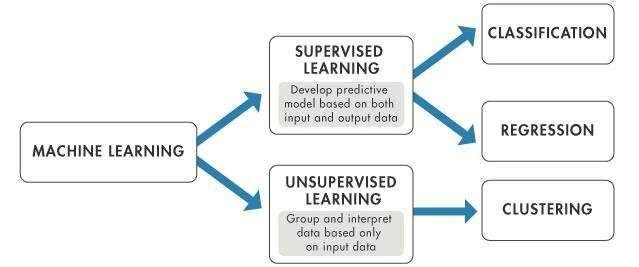 MACHINE LEARNING
SUPERVISED
LEARNING
Develop predictive
model based on both
input and output data
CLASSIFICATION
REGRESSION
UNSUPERVISED
LEARNING
Group and interpret
data based only
on input data
CLUSTERING